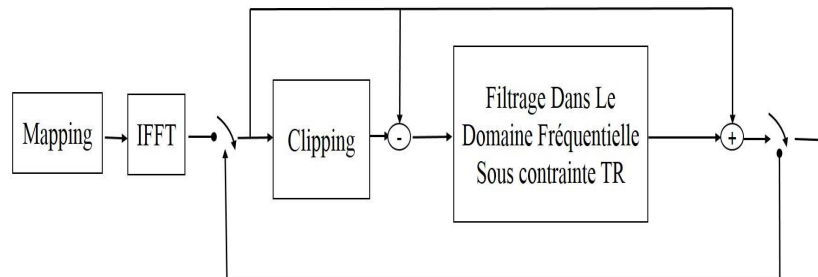 Mapping
IFFT
Clipping
-
Filtrage Dans Le
Domaine Fréquentielle
Sous contrainte TR
+